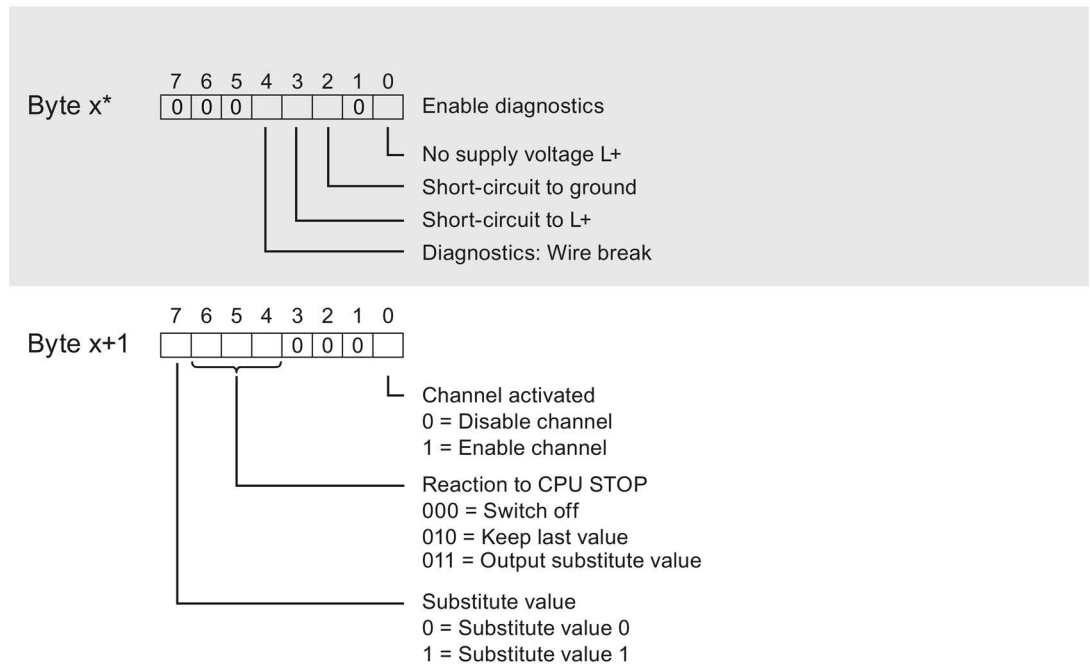 7 6 5 4 3 2 1 0
Byte x* 0 0 0 0 Enable diagnostics
No supply voltage L+
Short-circuit to ground
Short-circuit to L+
Diagnostics: Wire break
7 6 5 4 3 2 1 0
Byte x+1 0 0 0
Channel activated
0 = Disable channel
1 = Enable channel
Reaction to CPU STOP
000 = Switch off
010 = Keep last value
011 = Output substitute value
Substitute value
0 = Substitute value 0
1 = Substitute value 1